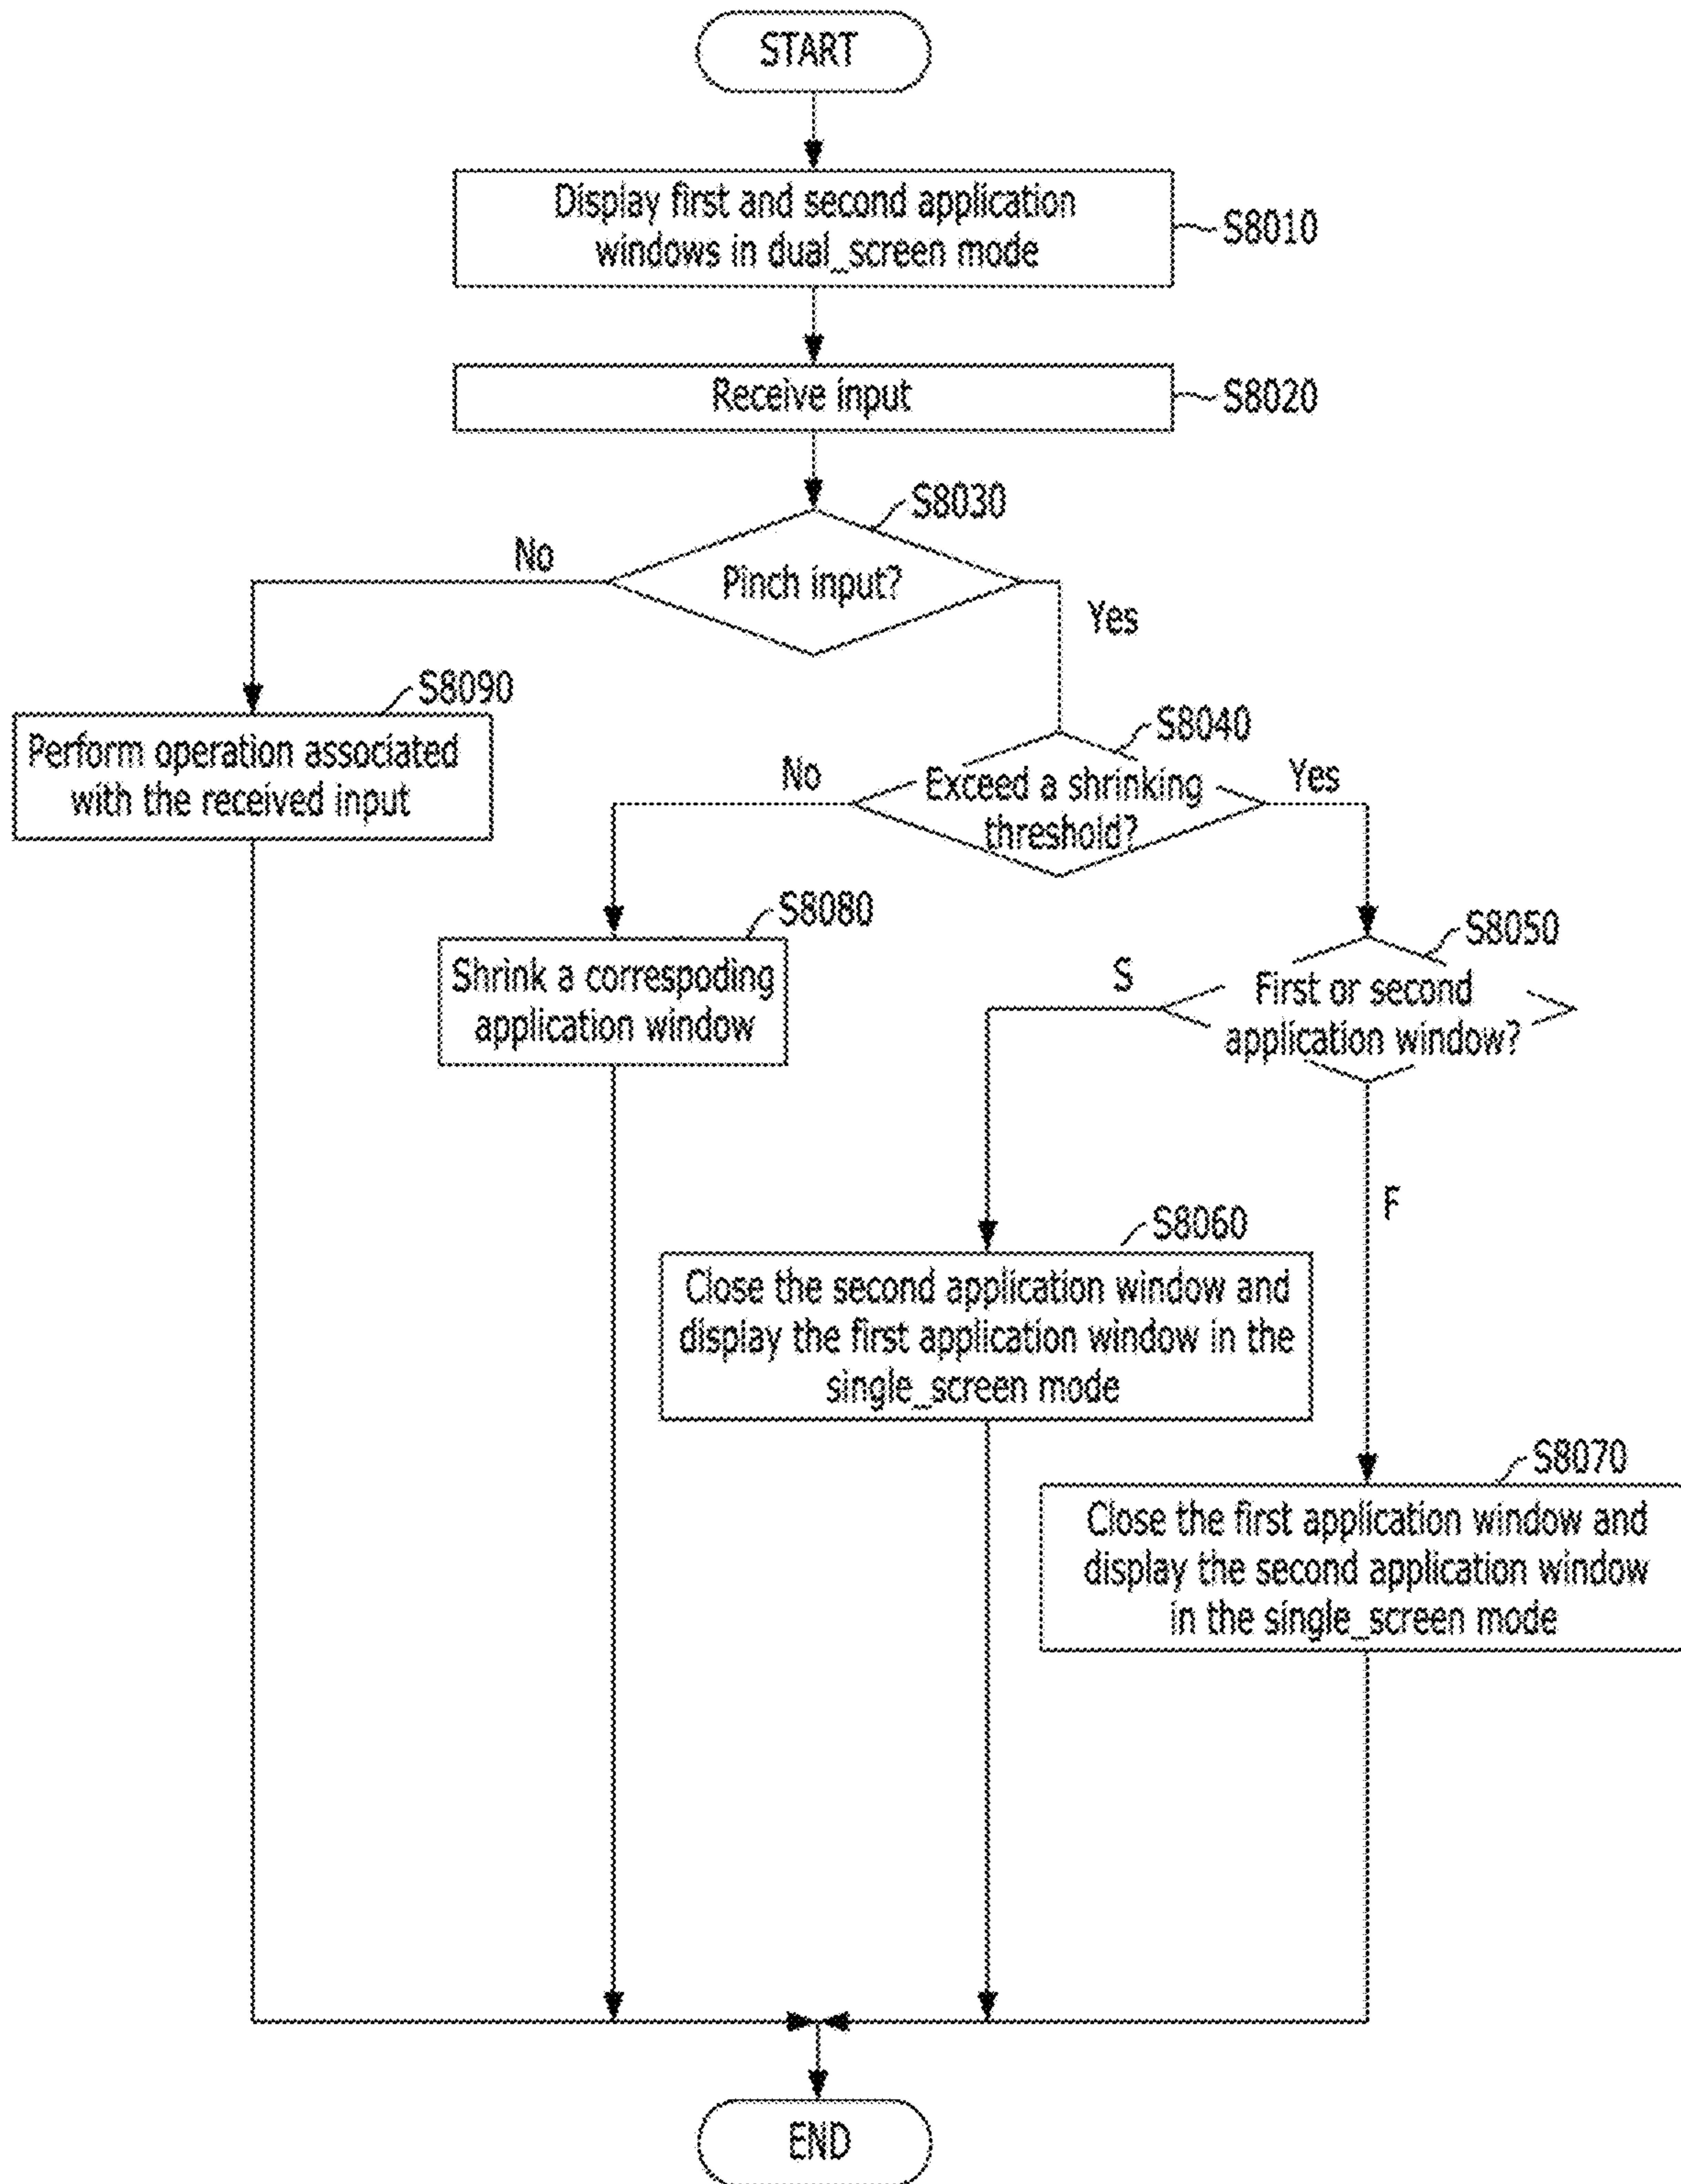 START
Display first and second application
windows in dual_screen mode
S8010
Receive input
S8020
S8030
No
Pinch input?
Yes
S8090
Perform operation associated
with the received input
S8040
No
Exceed a shrinking
threshold?
Yes
S8080
Shrink a correspoding
application window
S8050
S
First or second
application window?
F
S8060
Close the second application window and
display the first application window in the
single_screen mode
S8070
Close the first application window and
display the second application window
in the single_screen mode
END